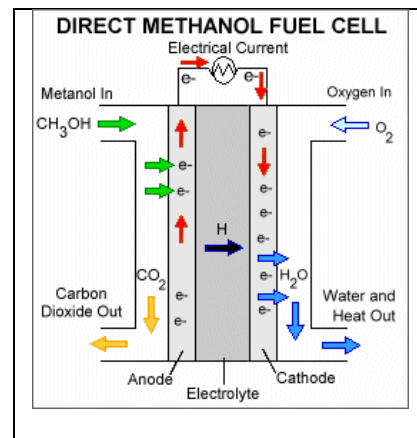 DIRECT METHANOL FUEL CELL
Electrical Current
e- e-
Metanol In
Oxygen In
CH₃OH
O₂
e-
e-
e-
e-
e-
e-
H
e-
e-
e-
CO₂
H₂O
e-
e-
e-
e-
Carbon
Dioxide Out
Water and
Heat Out
Anode
Cathode
Electrolyte